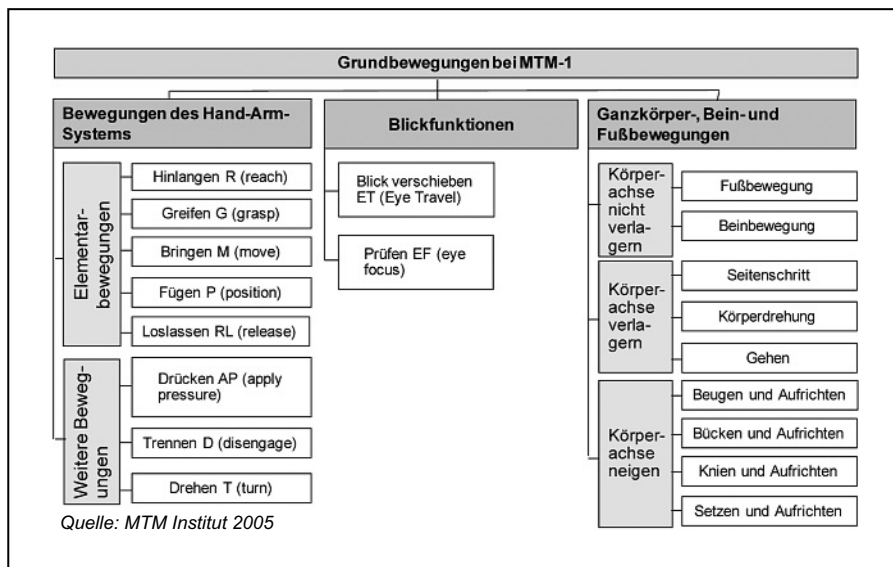 Grundbewegungen bei MTM-1
Bewegungen des Hand-Arm-
Systems
Elementar-
bewegungen
Hinlangen R (reach)
Greifen G (grasp)
Bringen M (move)
Fügen P (position)
Loslassen RL (release)
Weitere Beweg-
ungen
Drücken AP (apply
pressure)
Trennen D (disengage)
Drehen T (turn)
Blickfunktionen
Blick verschieben
ET (Eye Travel)
Prüfen EF (eye
focus)
Ganzkörper-, Bein- und
Fußbewegungen
Körper-
achse
nicht
verla-
gern
Fußbewegung
Beinbewegung
Körper-
achse
verla-
gern
Seitenschritt
Körperdrehung
Gehen
Körper-
achse
neigen
Beugen und Aufrichten
Bücken und Aufrichten
Knien und Aufrichten
Setzen und Aufrichten
Quelle: MTM Institut 2005